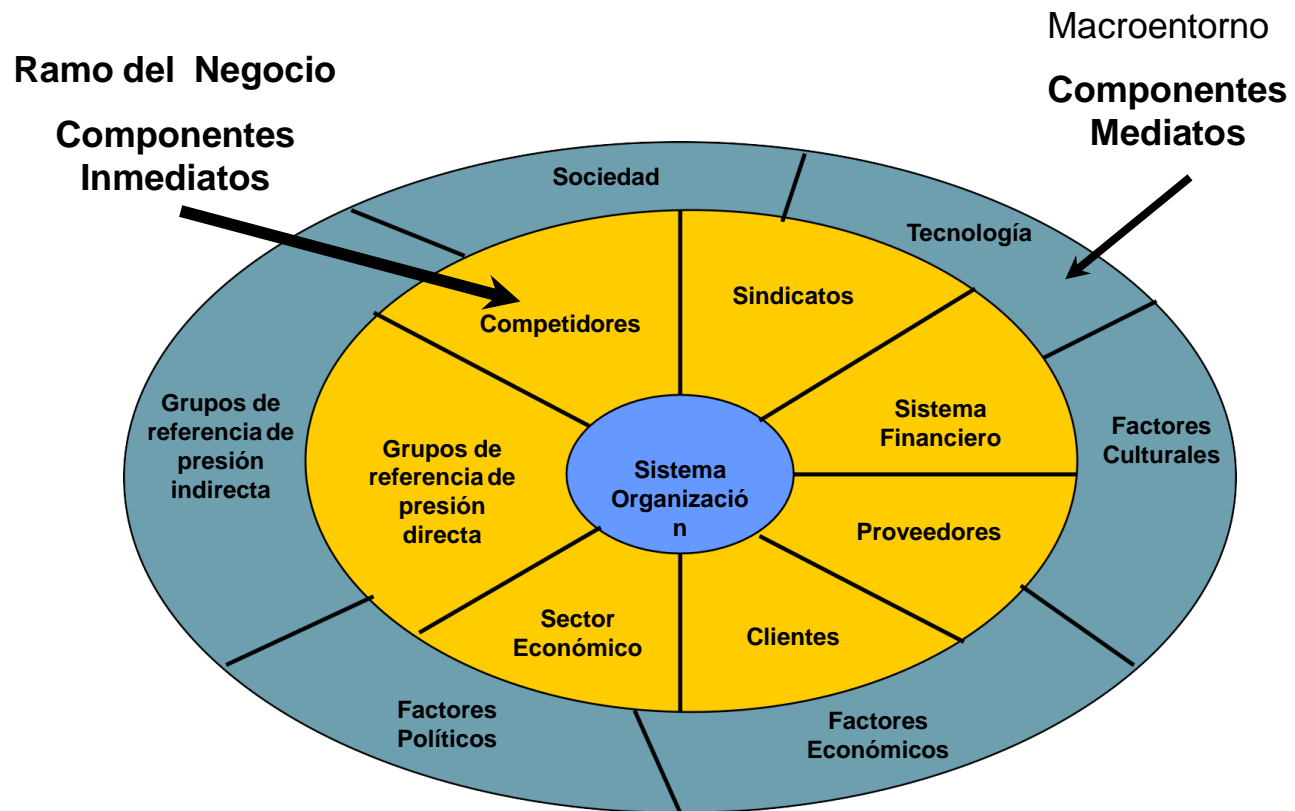 Macroentorno
Ramo del Negocio
Componentes
Mediatos
Componentes
Inmediatos
Sociedad
Tecnología
Sindicatos
Competidores
Grupos de
referencia de
presión
indirecta
Grupos de
referencia de
presión
directa
Sistema
Organizació
n
Sistema
Financiero
Factores
Culturales
Proveedores
Sector
Económico
Clientes
Factores
Políticos
Factores
Económicos